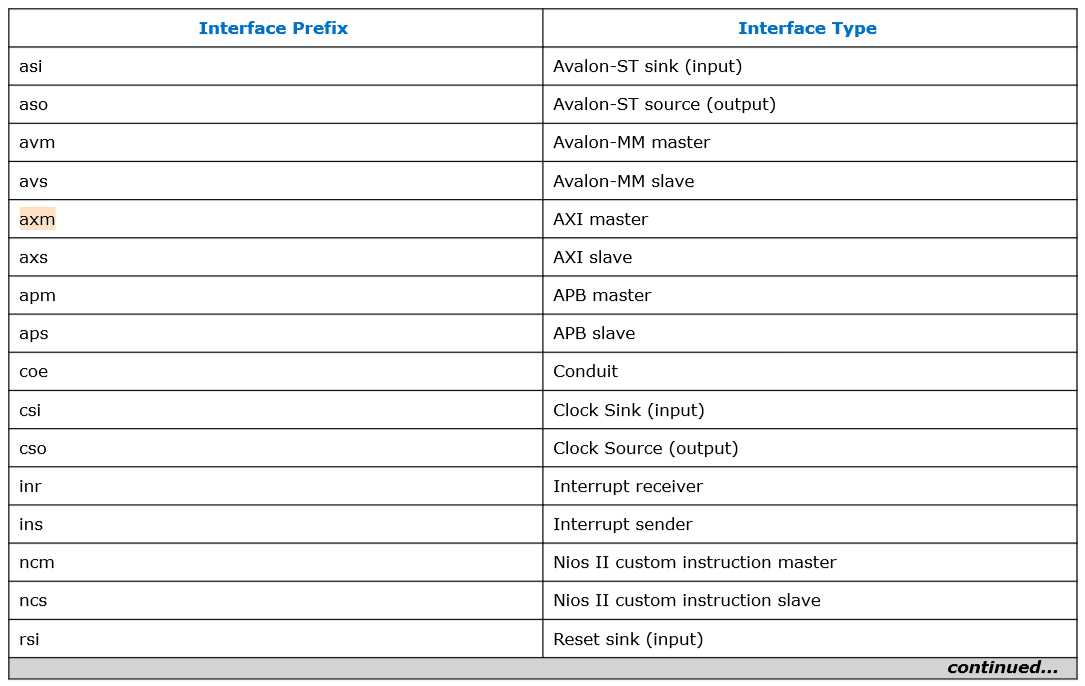 Interface Prefix Interface Type
asi Avalon-ST sink (input)
aso Avalon-ST source (output)
avm Avalon-MM master
avs Avalon-MM slave
axm AXI master
axs AXI slave
apm APB master
aps APB slave
coe Conduit
csi Clock Sink (input)
cso Clock Source (output)
inr Interrupt receiver
ins Interrupt sender
ncm Nios II custom instruction master
ncs Nios II custom instruction slave
rsi Reset sink (input)
continued...